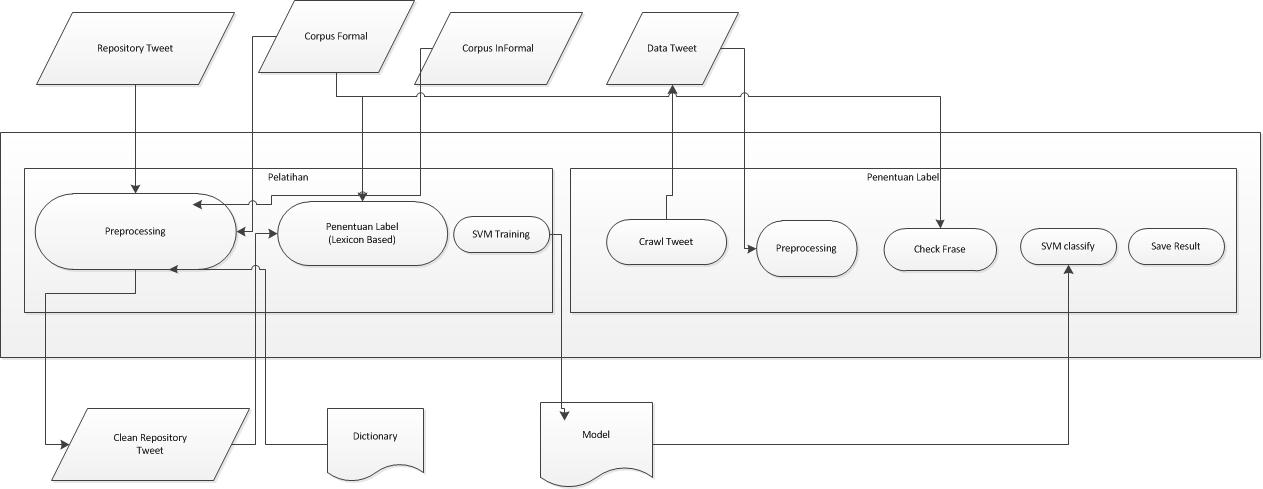 Repository Tweet
Corpus Formal
Corpus InFormal
Data Tweet
Pelatihan
Penentuan Label
Preprocessing
Penentuan Label
(Lexicon Based)
SVM Training
Crawl Tweet
Preprocessing
Check Frase
SVM classify
Save Result
Clean Repository
Tweet
Dictionary
Model